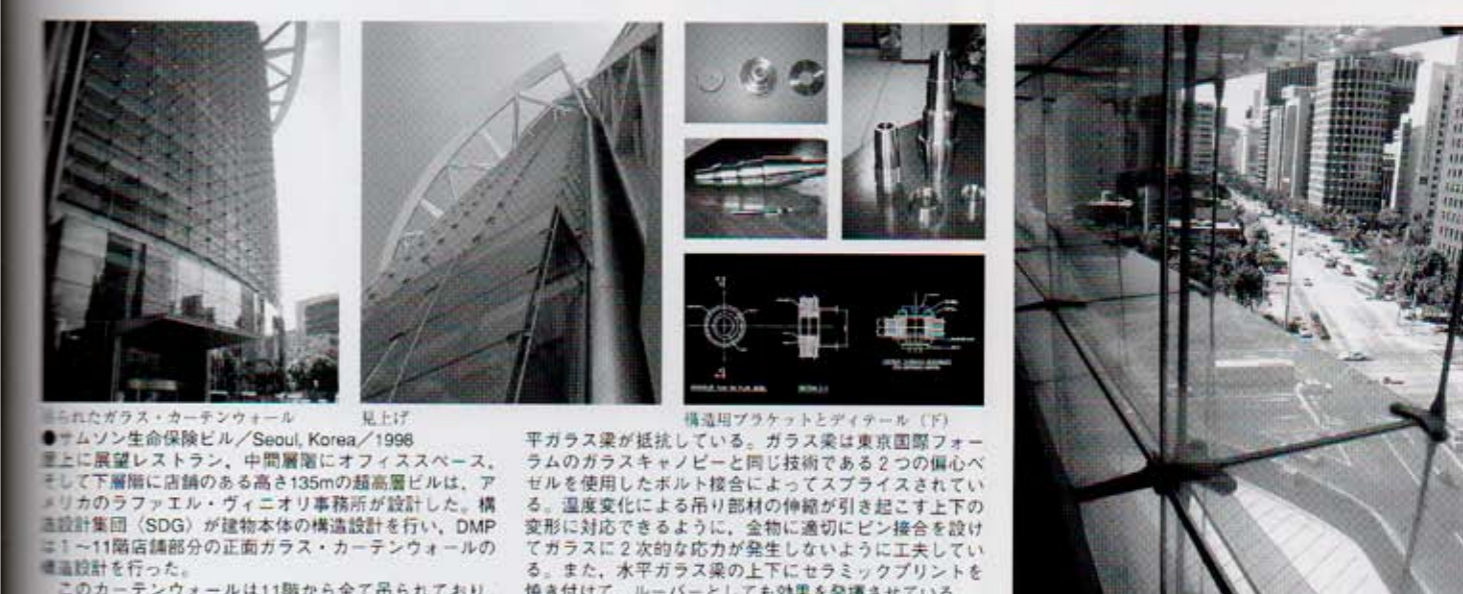 られたガラス・カーテンウォール
見上げ
構造用ブラケットとディテール（下）
●サムソン生命保険ビル／Seoul, Korea／1998
屋上に展望レストラン，中間層階にオフィススペース，
そして下層階に店舗のある高さ135mの超高層ビルは，ア
メリカのラファエル・ヴィニオリ事務所が設計した。構
造設計集団〈SDG〉が建物本体の構造設計を行い，DMP
は1～11階店舗部分の正面ガラス・カーテンウォールの
構造設計を行った。
このカーテンウォールは11階から全て吊られており，
平ガラス梁が抵抗している。ガラス梁は東京国際フォー
ラムのガラスキャノピーと同じ技術である2つの偏心ベ
ゼルを使用したボルト接合によってスプライスされてい
る。温度変化による吊り部材の伸縮が引き起こす上下の
変形に対応できるように，金物に適切にピン接合を設け
てガラスに2次的な応力が発生しないように工夫してい
る。また，水平ガラス梁の上下にセラミックプリントを
焼き付けて，ルーバーとしても効果を発揮させている。